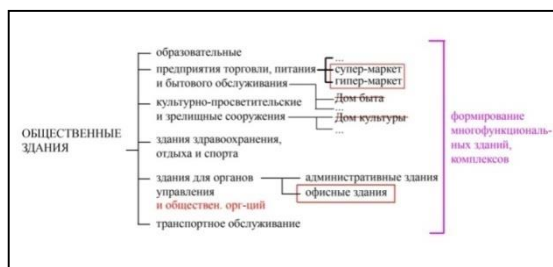 ОБЩЕСТВЕННЫЕ
ЗДАНИЯ
образовательные
предприятия торговли, питания
и бытового обслуживания
...
супер-маркет
гипер-маркет
Дом быта
...
культурно-просветительские
и зрелищные сооружения
Дом культуры
...
здания здравоохранения,
отдыха и спорта
здания для органов
управления
и обществен. орг-ций
административные здания
офисные здания
транспортное обслуживание
формирование
многофункциональ-
ных зданий,
комплексов